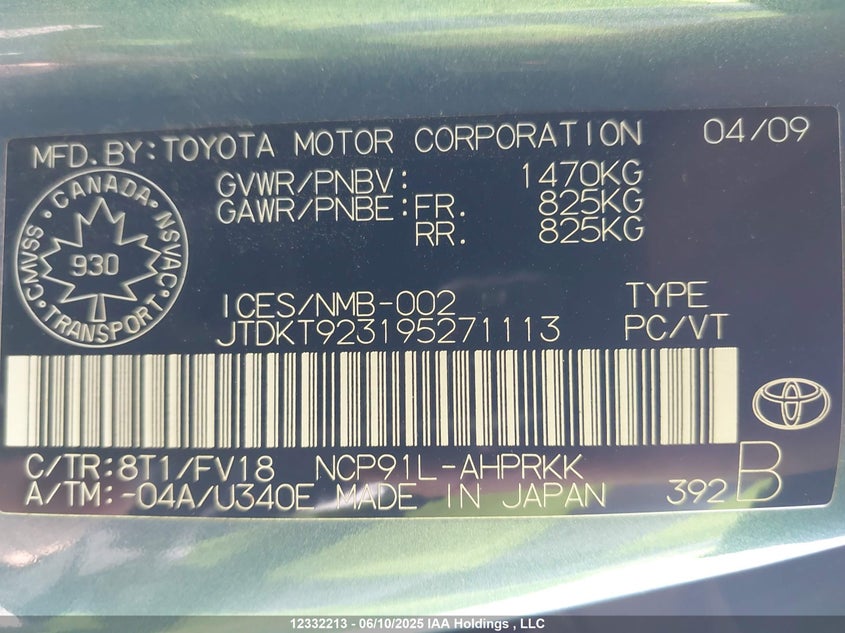 MFD.BY:TOYOTA MOTOR CORPORATION 04/09
GVWR/PNBV: 1470KG
GAWR/PNBE:FR. 825KG
RR. 825KG
CANADA
CMVSS NSVAC
930
TRANSPORT
ICES/NMB-002 TYPE
JTDKT923195271113 PC/VT
C/TR:8T1/FV18 NCP91L-AHPRKK
A/TM:-04A/U340E MADE IN JAPAN 392 B
12332213 - 06/10/2025 IAA Holdings , LLC